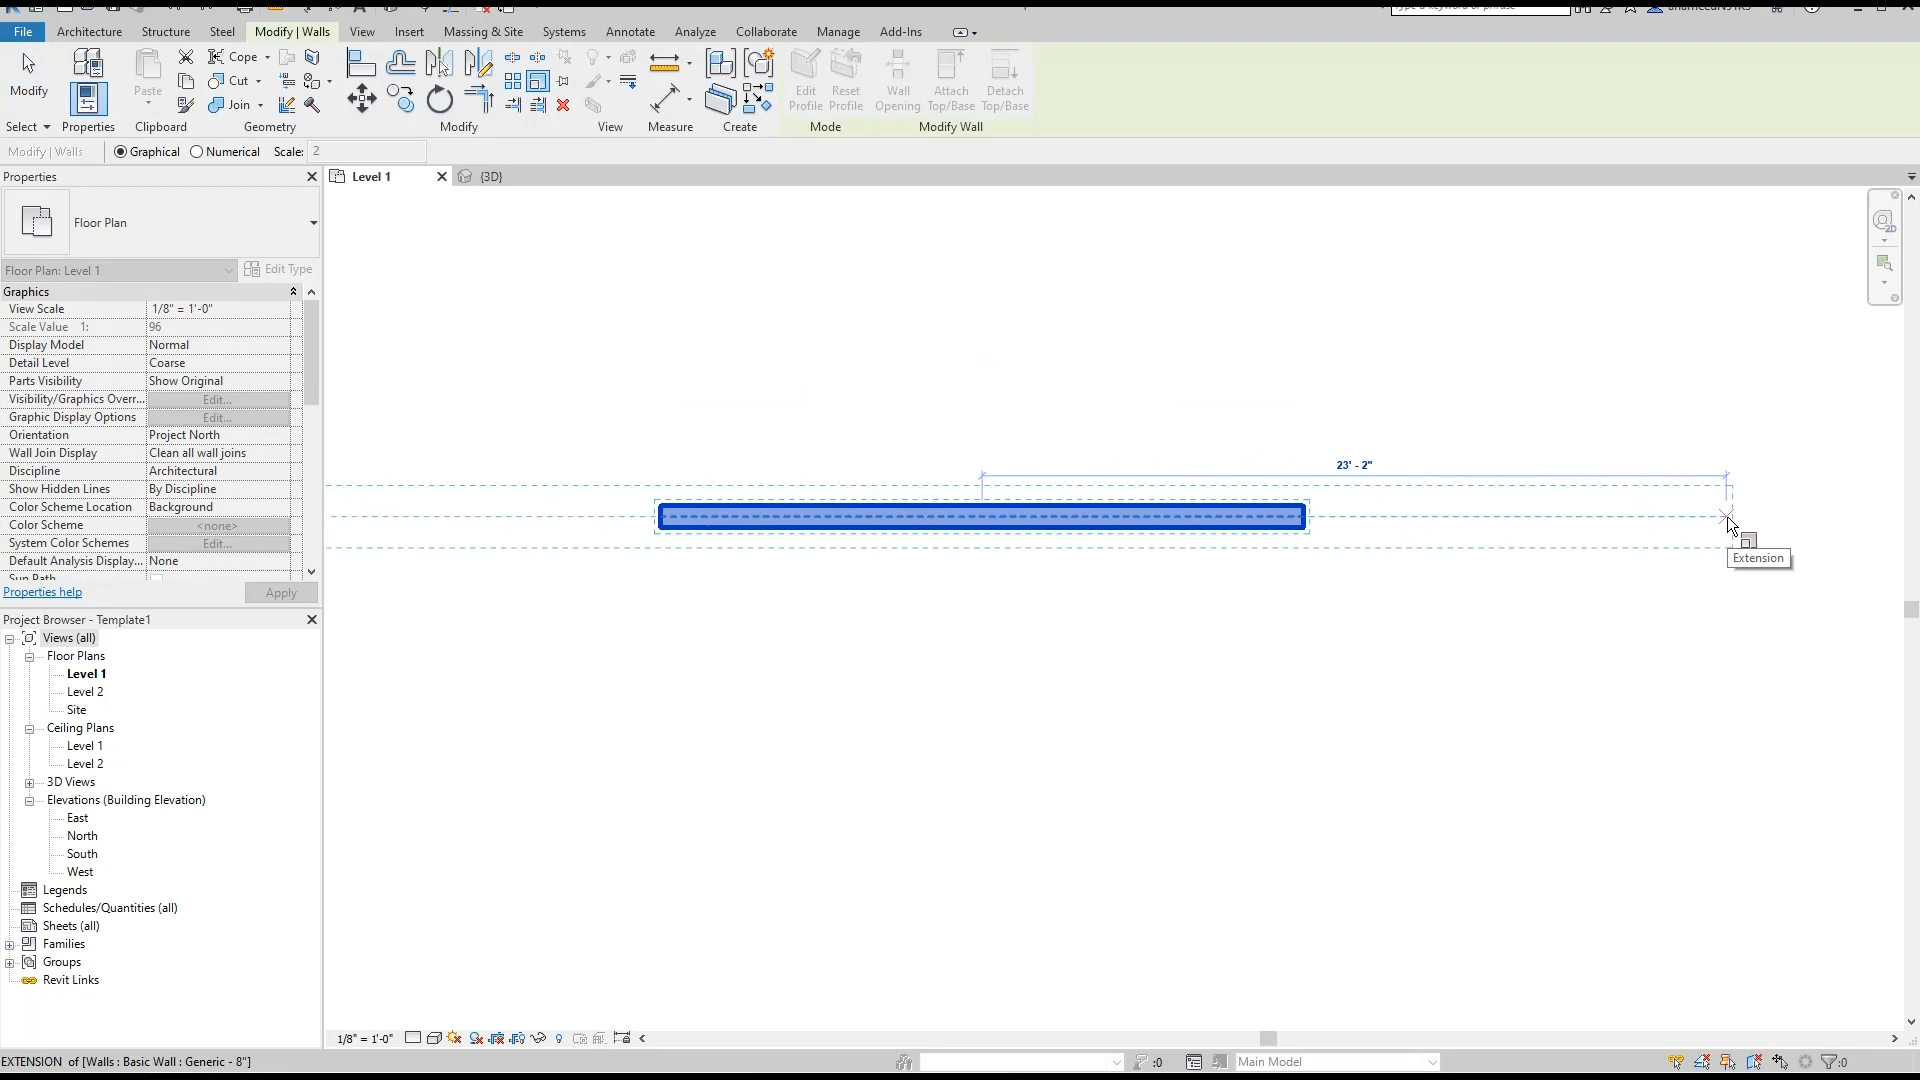 File Architecture Structure Steel Modify | Walls View Insert Massing & Site Systems Annotate Analyze Collaborate Manage Add-Ins
Modify
Paste
Cope
Cut
Join
Edit Profile
Reset Profile
Wall Opening
Attach Top/Base
Detach Top/Base
Select Properties Clipboard Geometry Modify View Measure Create Mode Modify Wall
Modify | Walls Graphical Numerical Scale: 2
Properties
Level 1
{3D}
Floor Plan
Floor Plan: Level 1 Edit Type
Graphics
View Scale 1/8" = 1'-0"
Scale Value 1: 96
Display Model Normal
Detail Level Coarse
Parts Visibility Show Original
Visibility/Graphics Overr... Edit...
Graphic Display Options Edit...
Orientation Project North
Wall Join Display Clean all wall joins
Discipline Architectural
Show Hidden Lines By Discipline
Color Scheme Location Background
Color Scheme <none>
System Color Schemes Edit...
Default Analysis Display... None
Sun Path
Properties help Apply
23' - 2"
Extension
2D
Project Browser - Template1
Views (all)
Floor Plans
Level 1
Level 2
Site
Ceiling Plans
Level 1
Level 2
3D Views
Elevations (Building Elevation)
East
North
South
West
Legends
Schedules/Quantities (all)
Sheets (all)
Families
Groups
Revit Links
1/8" = 1'-0"
EXTENSION of [Walls : Basic Wall : Generic - 8"] :0 Main Model :0